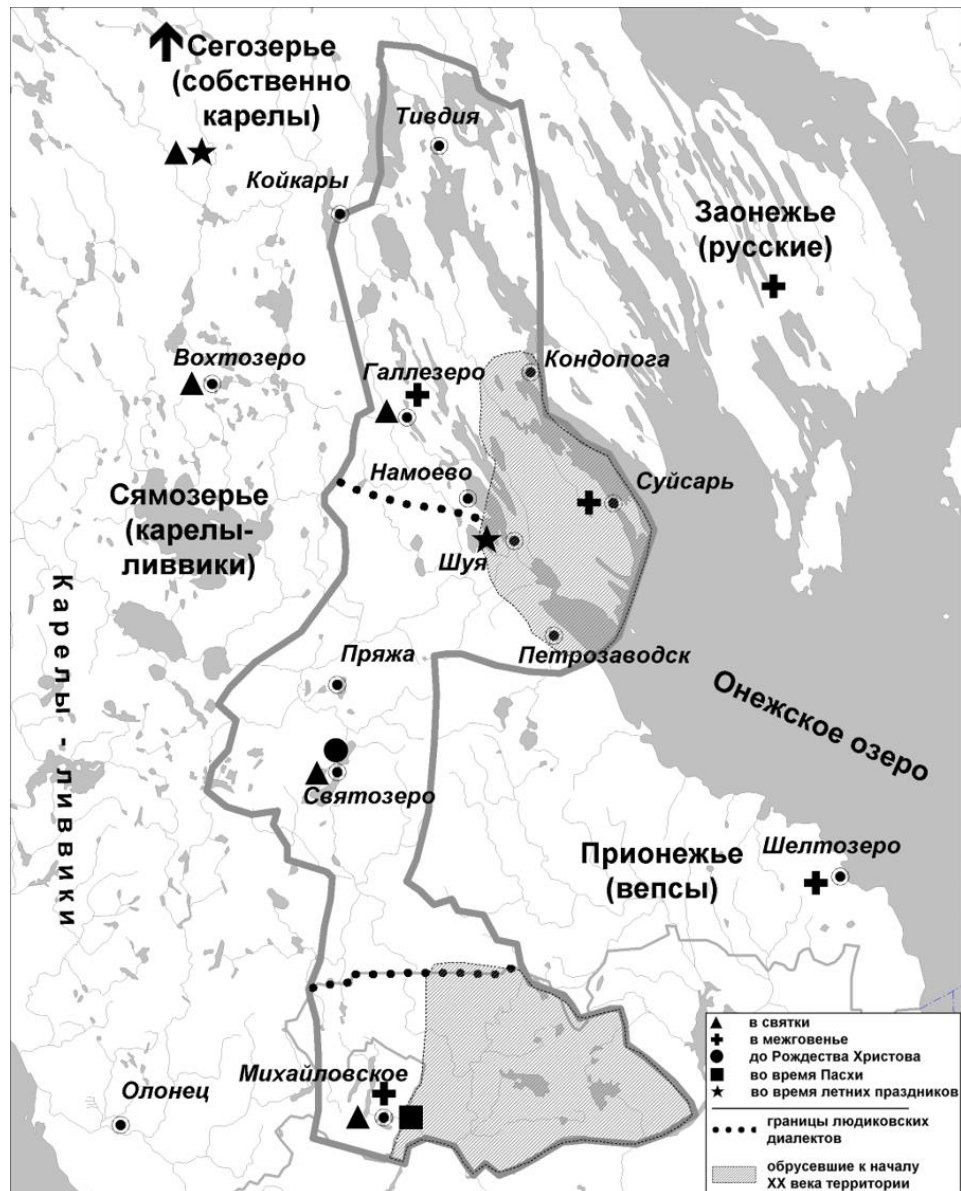 Сегозерье
(собственно
карелы)
Тивдия
Койкары
Заонежье
(русские)
Вохтозеро
Галлезеро
Кондопога
Намоево
Суйсарь
Сямозерье
(карелы-
ливвики)
Шуя
Карелы - ливвики
Пряжа
Петрозаводск
Онежское озеро
Святозеро
Прионежье
(вепсы)
Шелтозеро
Михайловское
Олонец
в святки
в межговенье
до Рождества Христова
во время Пасхи
во время летних праздников
границы людиковских
диалектов
обрусевшие к началу
XX века территории